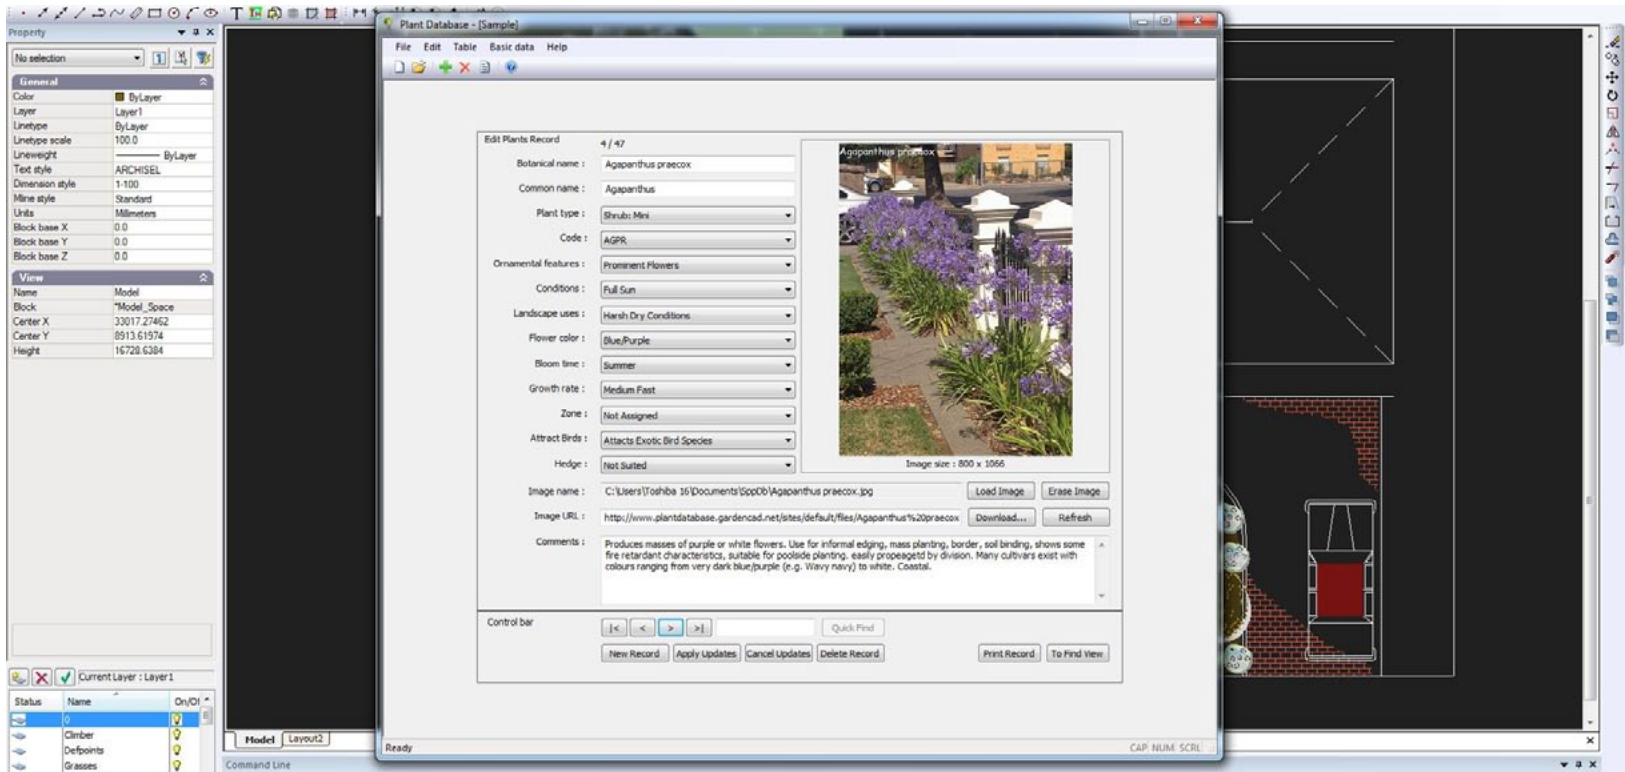 Property
No selection
General
Color ByLayer
Layer Layer1
Linetype ByLayer
Linetype scale 100.0
Lineweight ByLayer
Text style ARCHISEL
Dimension style 1-100
Mline style Standard
Units Millimeters
Block base X 0.0
Block base Y 0.0
Block base Z 0.0
View
Name Model
Block *Model_Space
Center X 33017.27462
Center Y 8913.61974
Height 16728.6384
Current Layer : Layer1
Status Name On/Of
0
Climber
Defpoints
Grasses
Model Layout2
Command Line
Plant Database - [Sample]
File Edit Table Basic data Help
Edit Plants Record 4 / 47
Botanical name : Agapanthus praecox
Common name : Agapanthus
Plant type : Shrub: Mini
Code : AGPR
Ornamental features : Prominent Flowers
Conditions : Full Sun
Landscape uses : Harsh Dry Conditions
Flower color : Blue/Purple
Bloom time : Summer
Growth rate : Medium Fast
Zone : Not Assigned
Attract Birds : Attacts Exotic Bird Species
Hedge : Not Suited
Agapanthus praecox
Image size : 800 x 1066
Image name : C:\Users\Toshiba 16\Documents\SppDb\Agapanthus praecox.jpg Load Image Erase Image
Image URL : http://www.plantdatabase.gardencad.net/sites/default/files/Agapanthus%20praecox Download... Refresh
Comments : Produces masses of purple or white flowers. Use for informal edging, mass planting, border, soil binding, shows some
fire retardant characteristics, suitable for poolside planting. easily propeagetd by division. Many cultivars exist with
colours ranging from very dark blue/purple (e.g. Wavy navy) to white. Coastal.
Control bar |< < > >| Quick Find
New Record Apply Updates Cancel Updates Delete Record Print Record To Find View
Ready CAP NUM SCRL